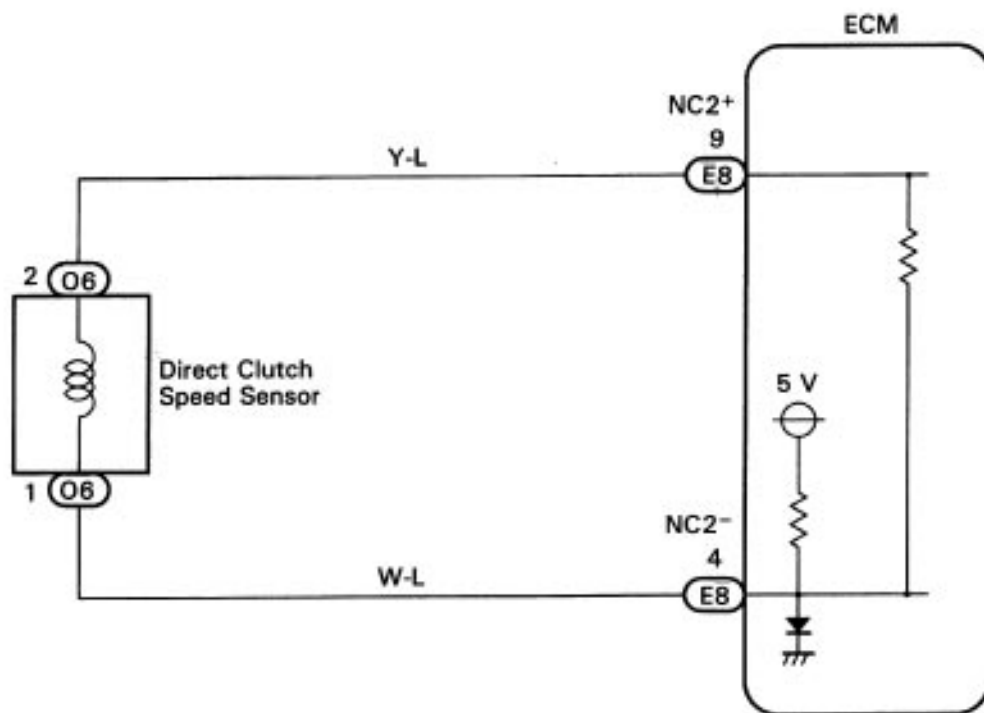 ECM
NC2+
9
Y-L
E8
2
O6
Direct Clutch
Speed Sensor
5 V
1
O6
NC2-
4
W-L
E8